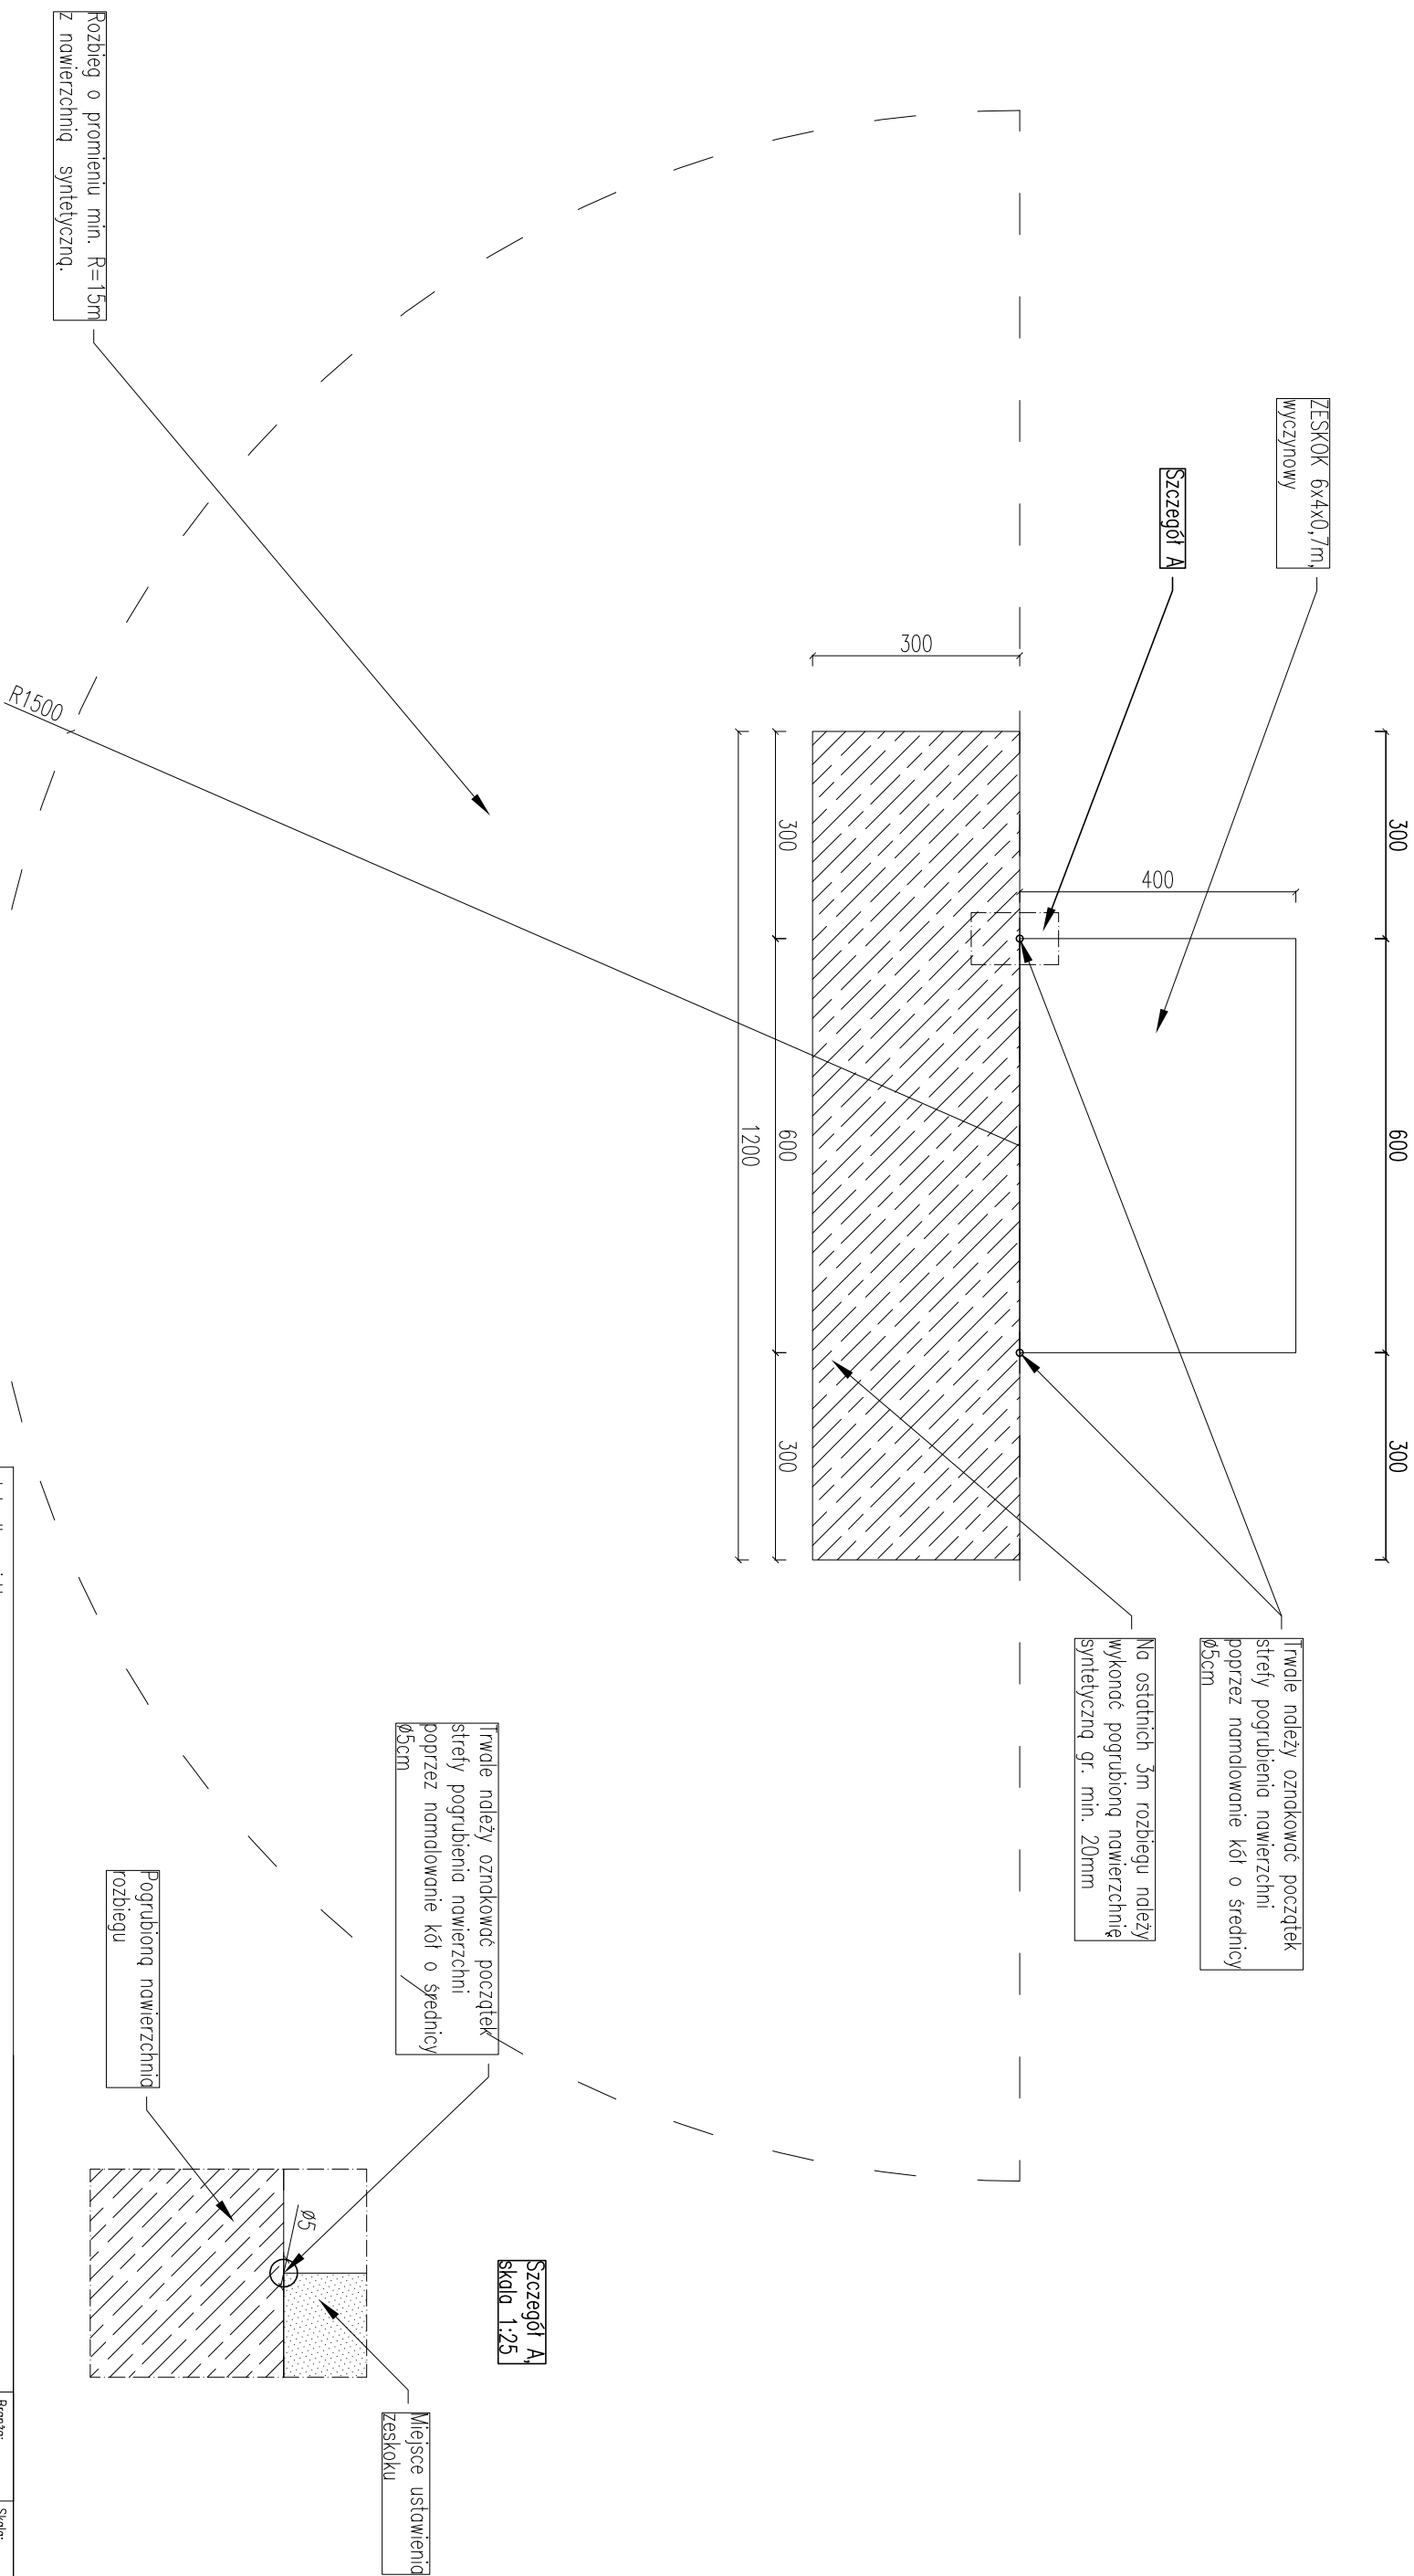 300
600
300
ZESKOK 6x4x0,7m,
wyczynowy
Szczegół A
400
300
300
600
300
1200
Trwale należy oznakować początek
strefy pogrubienia nawierzchni
poprzez namalowanie kół o średnicy
ø5cm
Na ostatnich 3m rozbiegu należy
wykonać pogrubioną nawierzchnię
syntetyczną gr. min. 20mm
Rozbieg o promieniu min. R=15m
z nawierzchnią syntetyczną.
R1500
Szczegół A,
skala 1:25
Trwale należy oznakować początek
strefy pogrubienia nawierzchni
poprzez namalowanie kół o średnicy
ø5cm
Miejsce ustawienia
zeskoku
ø5
Pogrubioną nawierzchnia
rozbiegu
Branża:
Skala: